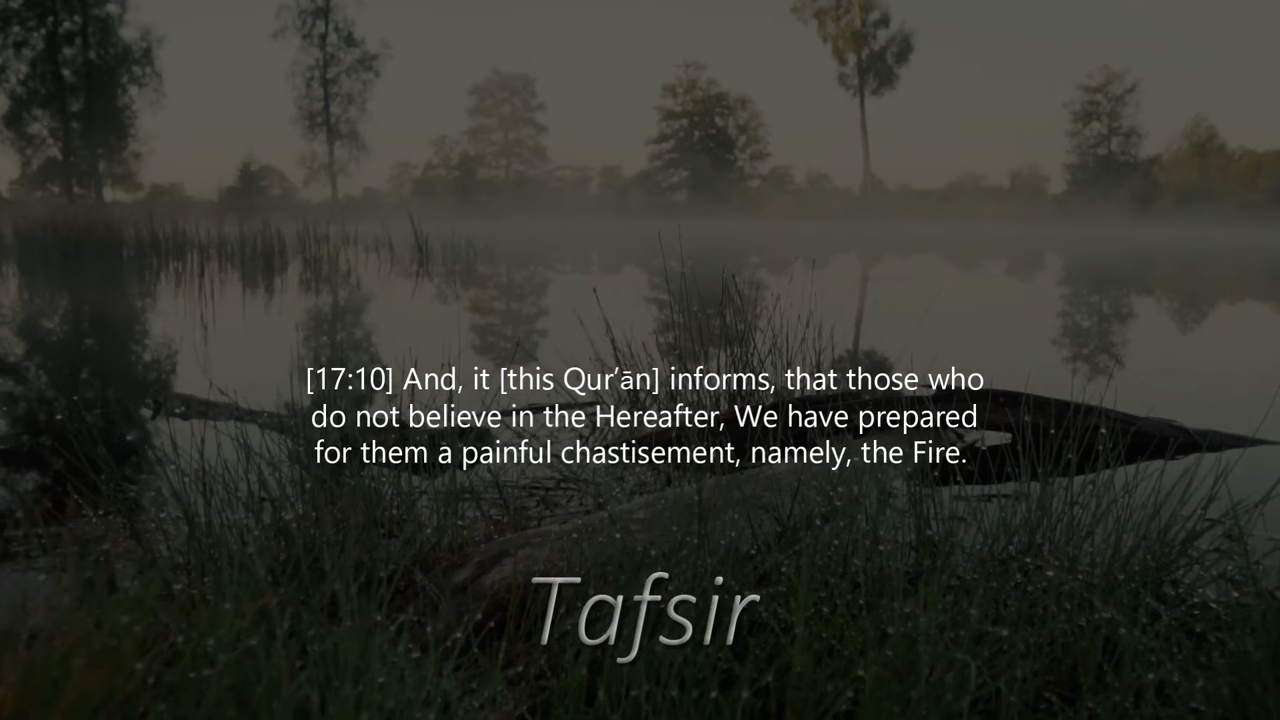 [17:10] And, it [this Qur’ān] informs, that those who
do not believe in the Hereafter, We have prepared
for them a painful chastisement, namely, the Fire.
Tafsir